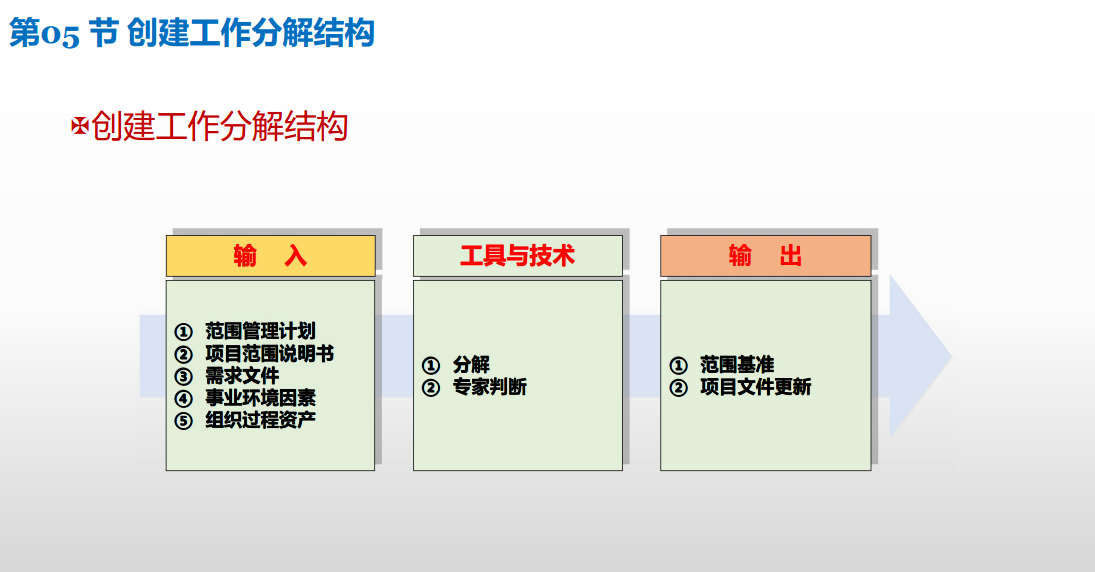 第05 节 创建工作分解结构
✠创建工作分解结构
输 入
① 范围管理计划
② 项目范围说明书
③ 需求文件
④ 事业环境因素
⑤ 组织过程资产
工具与技术
① 分解
② 专家判断
输 出
① 范围基准
② 项目文件更新